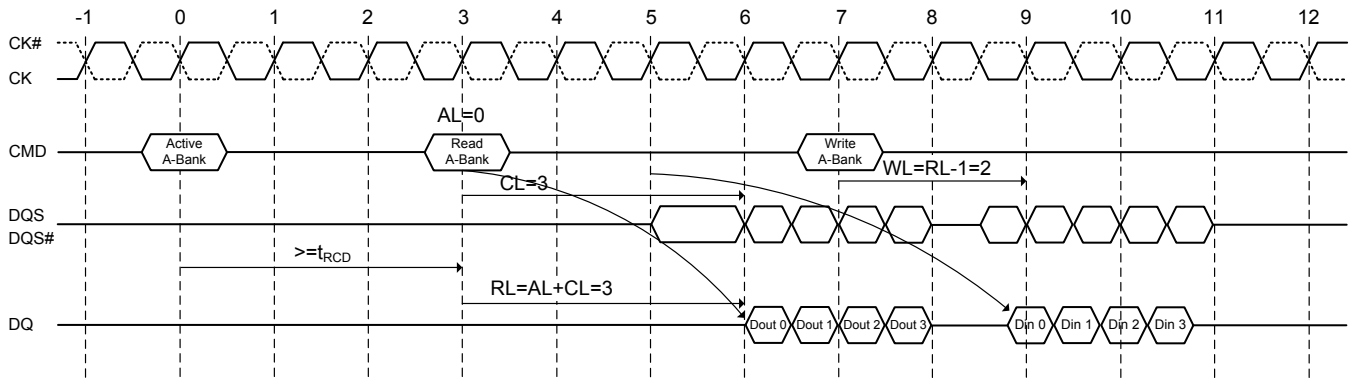 -1 0 1 2 3 4 5 6 7 8 9 10 11 12
CK#
CK
AL=0
CMD
Active
A-Bank
Read
A-Bank
Write
A-Bank
CL=3
WL=RL-1=2
DQS
DQS#
>=tRCD
RL=AL+CL=3
DQ
Dout 0 Dout 1 Dout 2 Dout 3 Din 0 Din 1 Din 2 Din 3